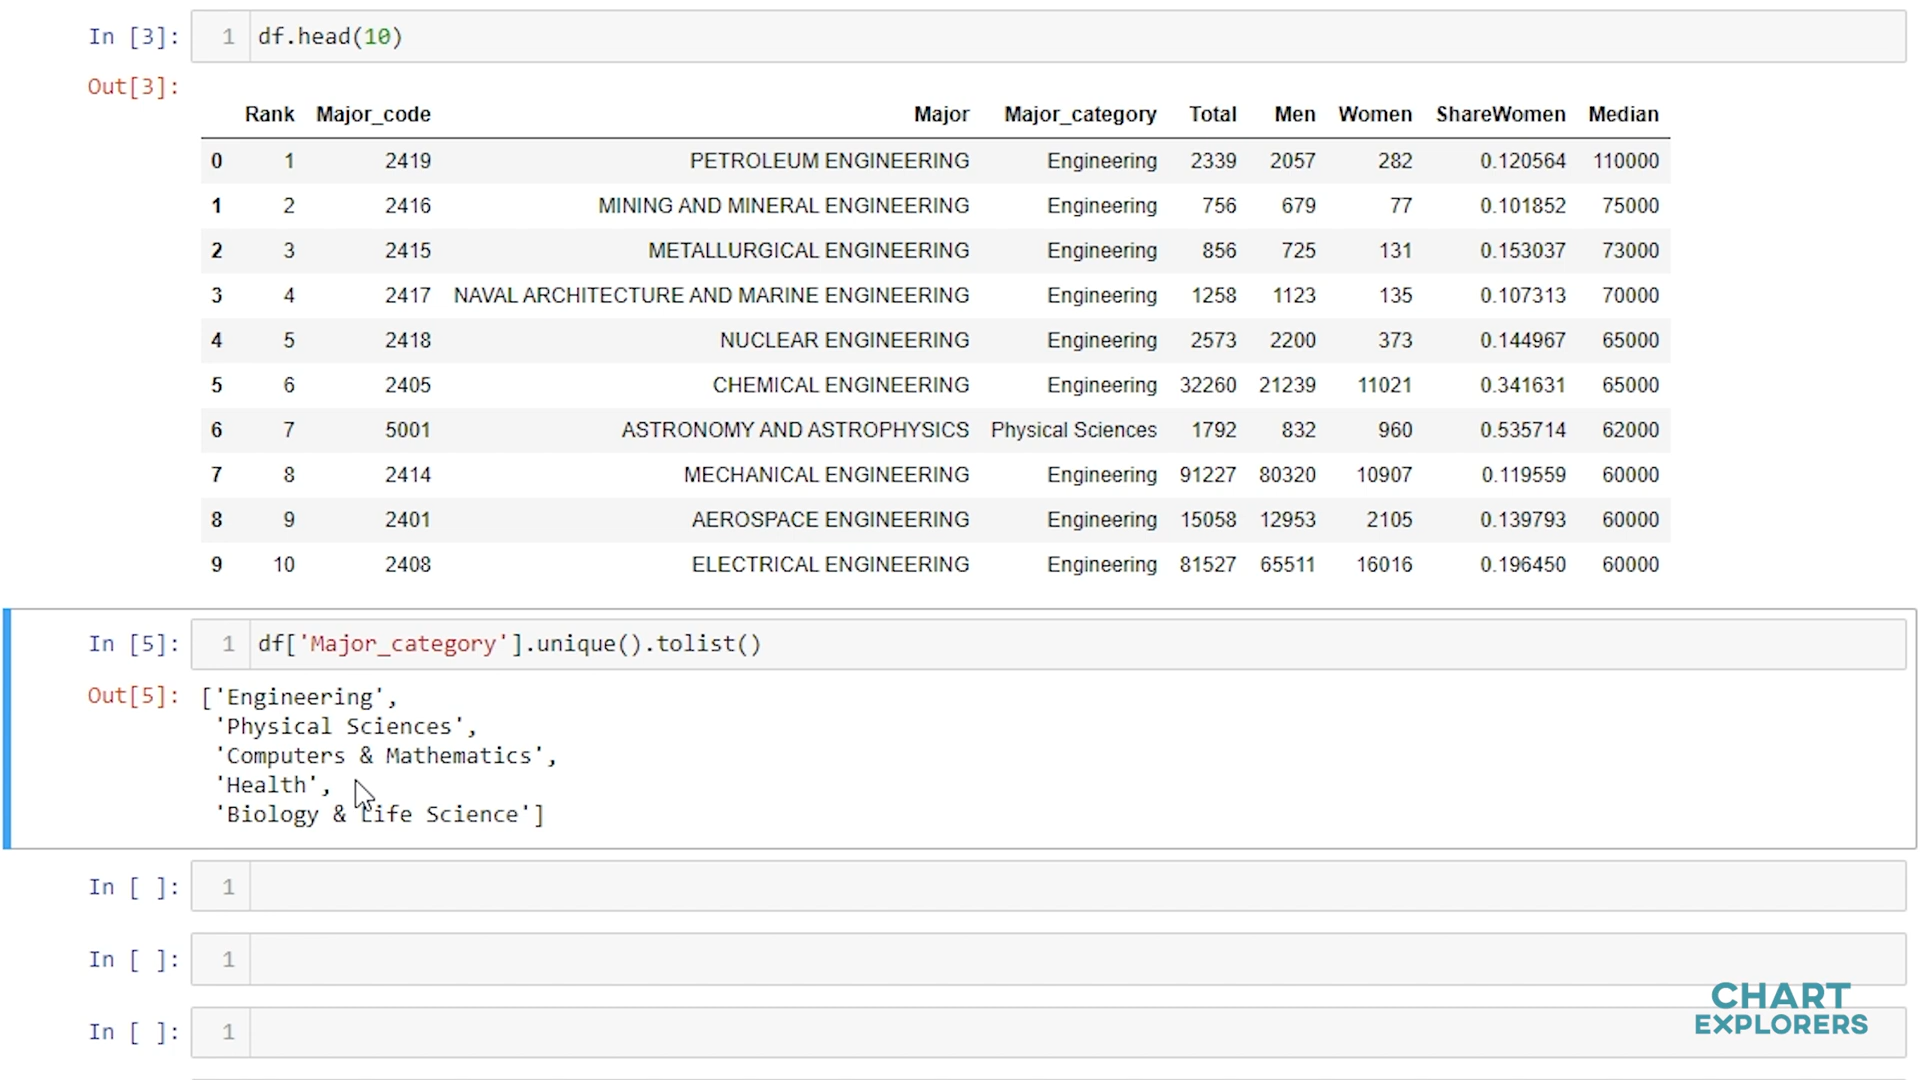 In [3]: 1 df.head(10)
Out[3]:
Rank Major_code Major Major_category Total Men Women ShareWomen Median
0 1 2419 PETROLEUM ENGINEERING Engineering 2339 2057 282 0.120564 110000
1 2 2416 MINING AND MINERAL ENGINEERING Engineering 756 679 77 0.101852 75000
2 3 2415 METALLURGICAL ENGINEERING Engineering 856 725 131 0.153037 73000
3 4 2417 NAVAL ARCHITECTURE AND MARINE ENGINEERING Engineering 1258 1123 135 0.107313 70000
4 5 2418 NUCLEAR ENGINEERING Engineering 2573 2200 373 0.144967 65000
5 6 2405 CHEMICAL ENGINEERING Engineering 32260 21239 11021 0.341631 65000
6 7 5001 ASTRONOMY AND ASTROPHYSICS Physical Sciences 1792 832 960 0.535714 62000
7 8 2414 MECHANICAL ENGINEERING Engineering 91227 80320 10907 0.119559 60000
8 9 2401 AEROSPACE ENGINEERING Engineering 15058 12953 2105 0.139793 60000
9 10 2408 ELECTRICAL ENGINEERING Engineering 81527 65511 16016 0.196450 60000
In [5]: 1 df['Major_category'].unique().tolist()
Out[5]: ['Engineering',
'Physical Sciences',
'Computers & Mathematics',
'Health',
'Biology & Life Science']
In [ ]: 1
In [ ]: 1
In [ ]: 1
CHART
EXPLORERS